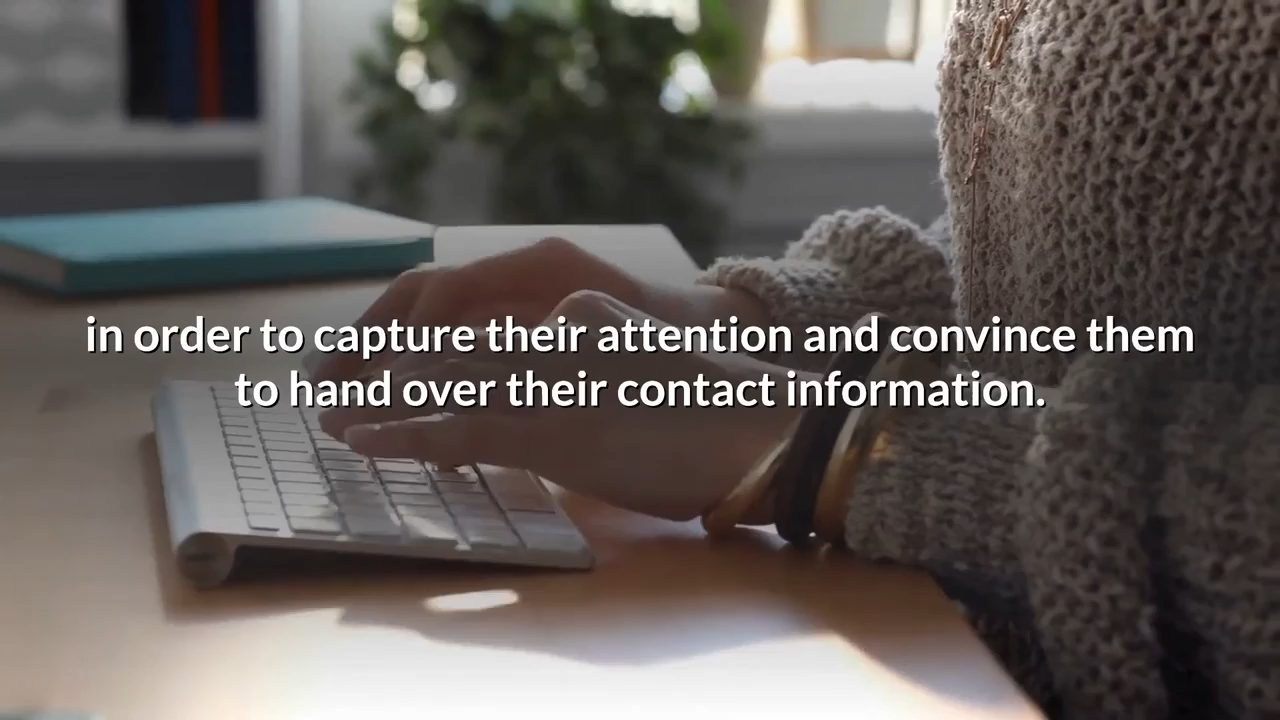 in order to capture their attention and convince them
to hand over their contact information.